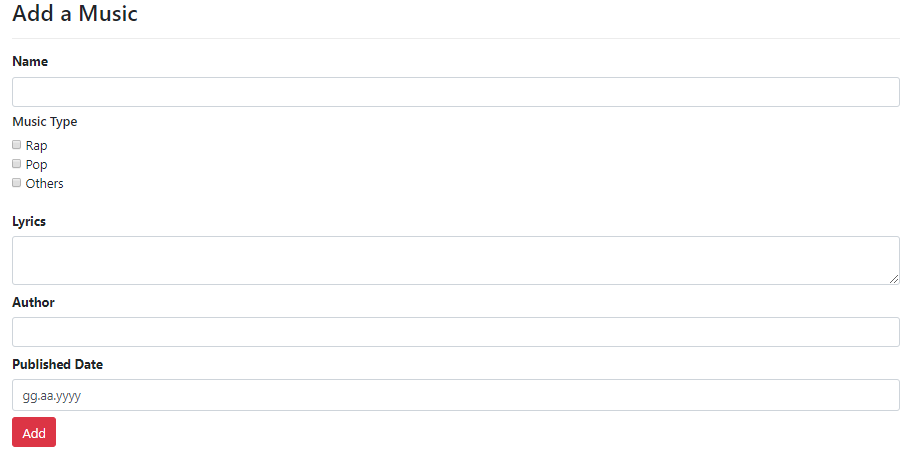 Add a Music
Name
Music Type
Rap
Pop
Others
Lyrics
Author
Published Date
gg.aa.yyyy
Add